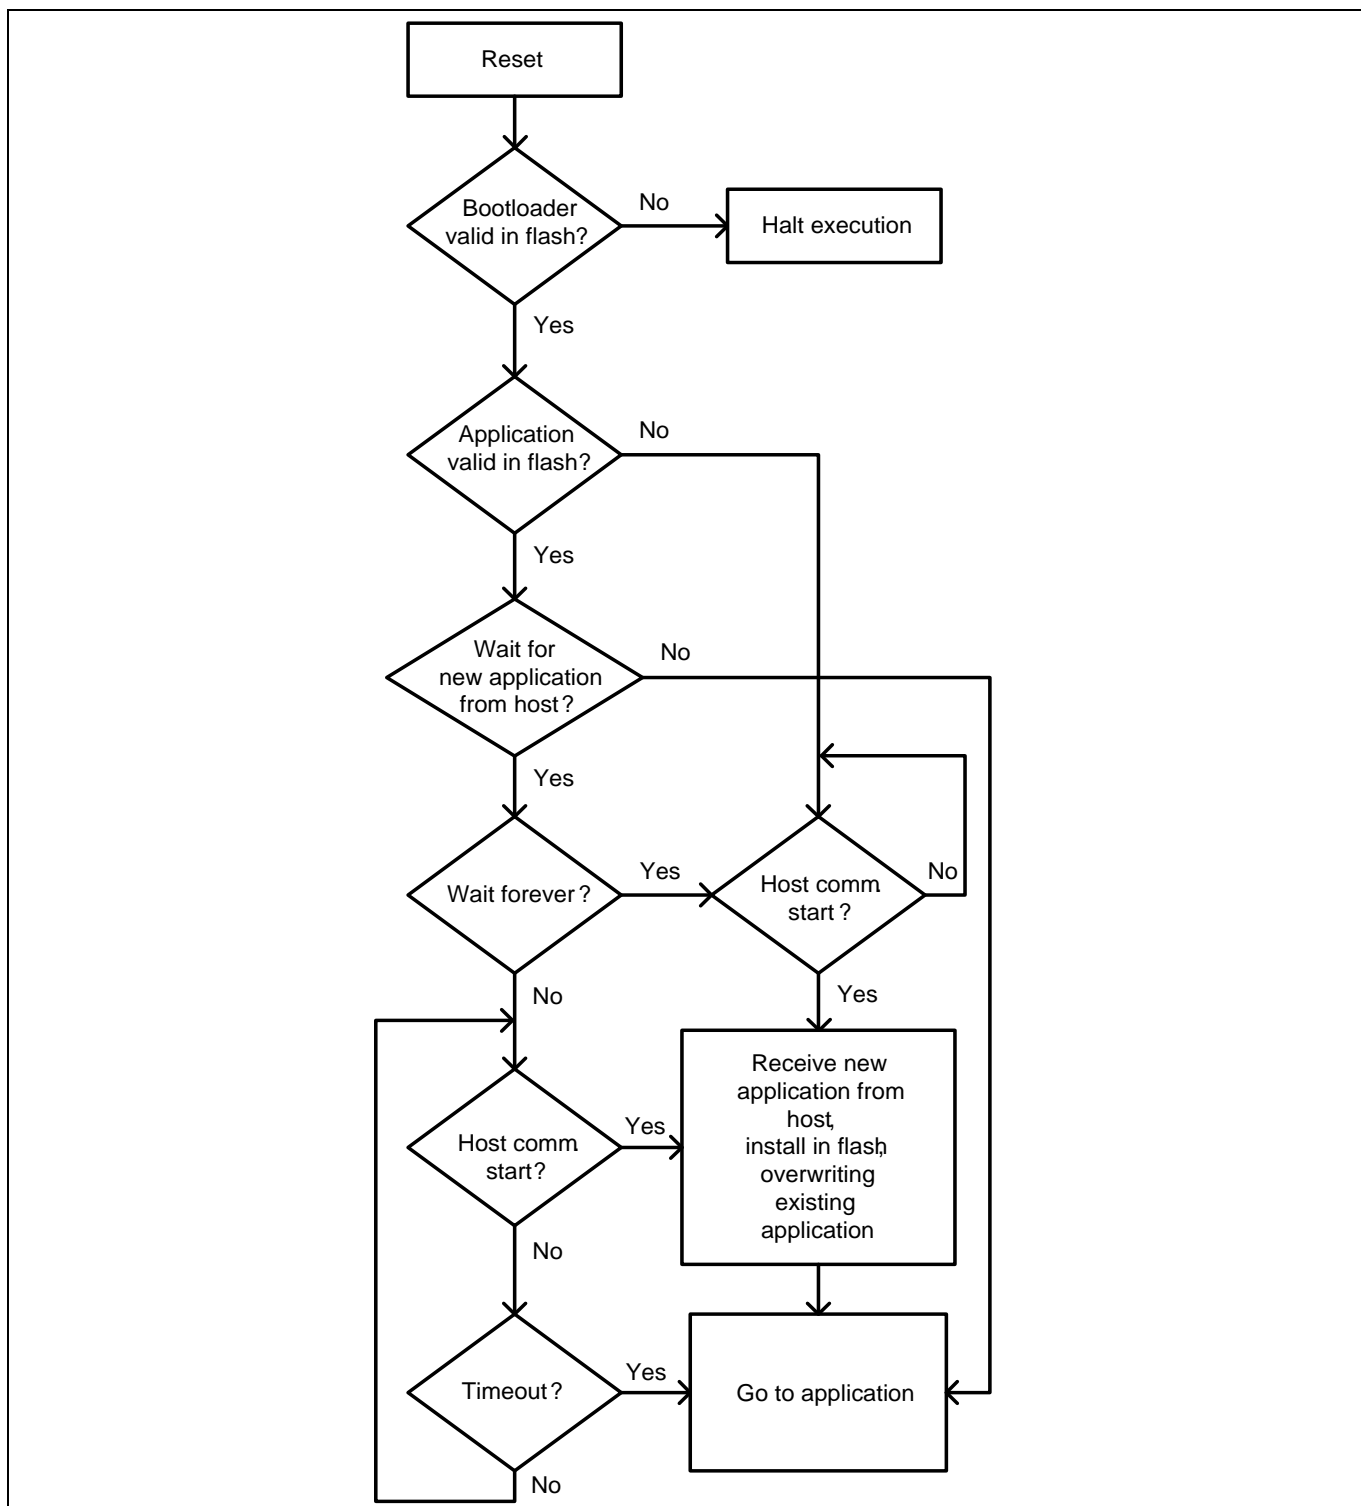 Reset
Bootloader
valid in flash?
No
Halt execution
Yes
Application
valid in flash?
No
Yes
Wait for
new application
from host?
No
Yes
Wait forever?
Yes
Host comm.
start?
No
No
Yes
Receive new
application from
host,
install in flash,
overwriting
existing
application
Host comm.
start?
Yes
No
Timeout?
Yes
Go to application
No